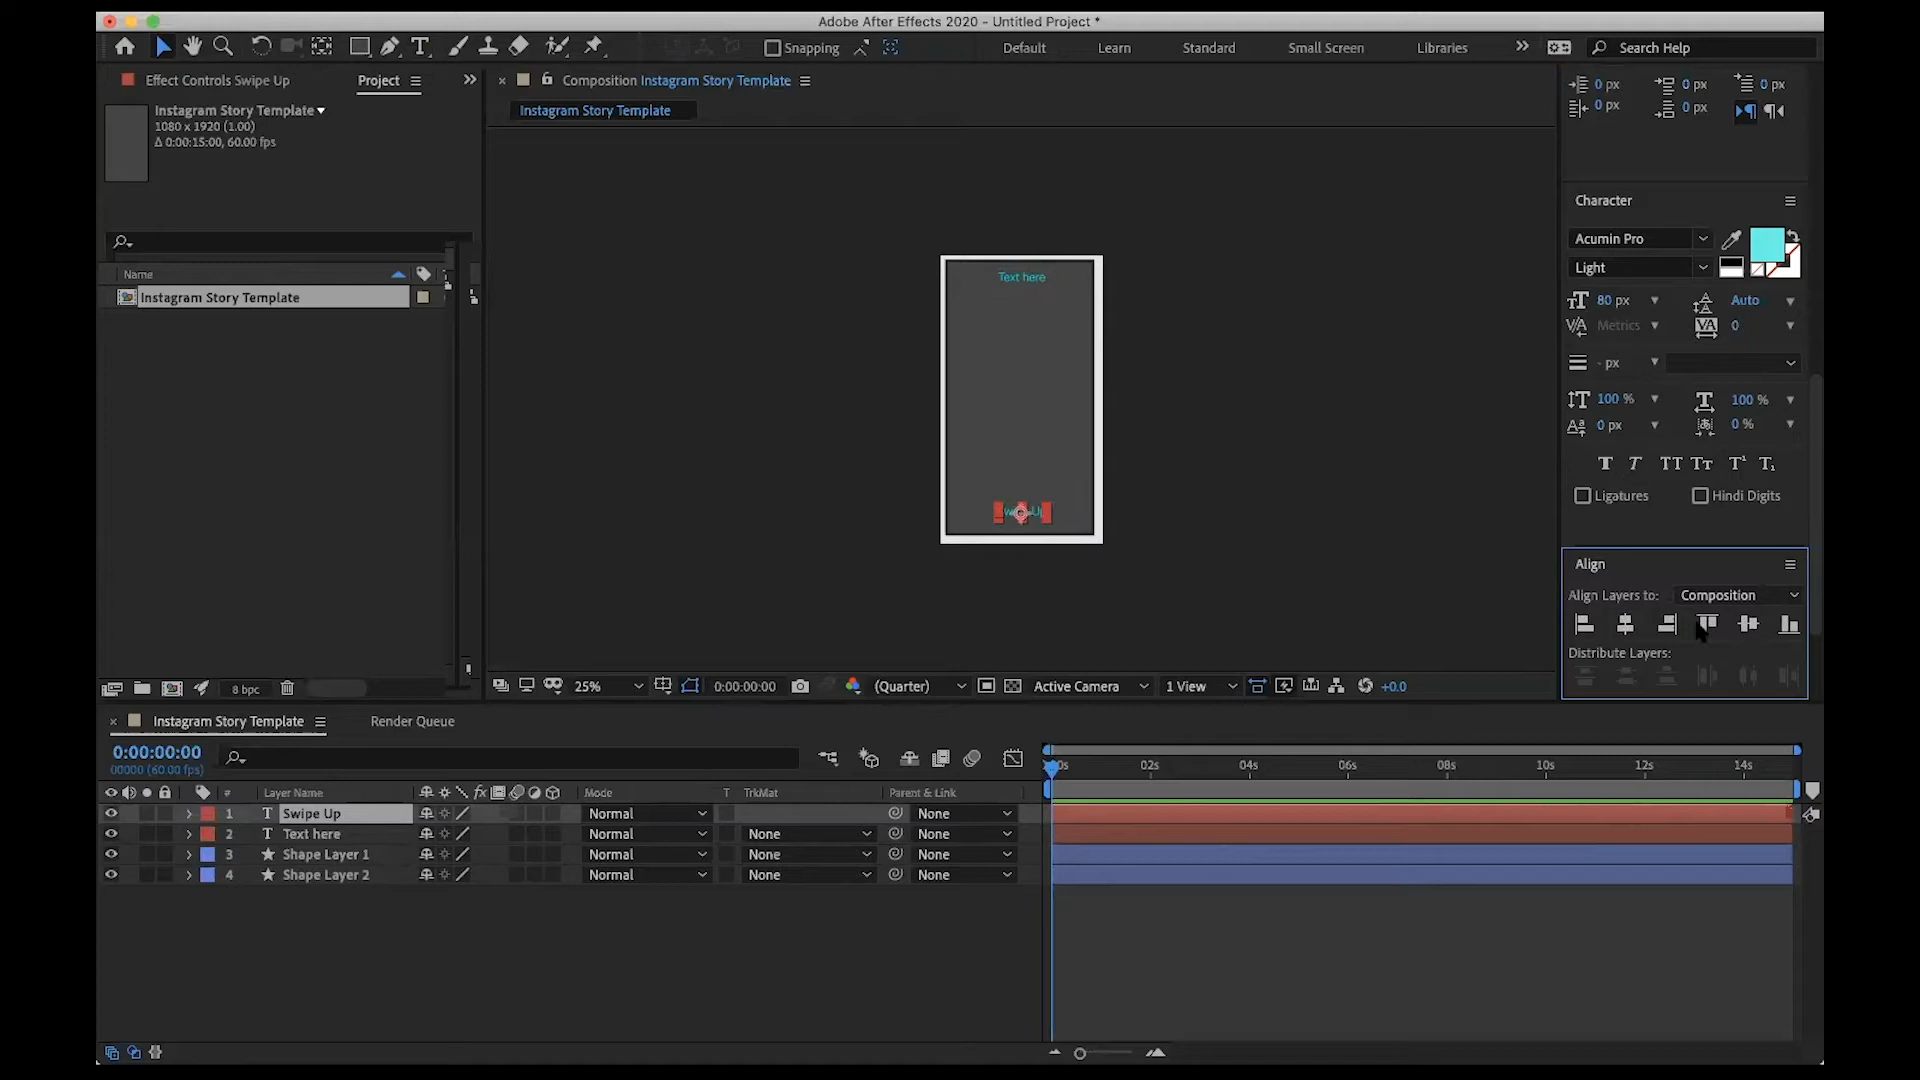 Adobe After Effects 2020 - Untitled Project *
Snapping
Default
Learn
Standard
Small Screen
Libraries
Search Help
Effect Controls Swipe Up
Project
Composition Instagram Story Template
Instagram Story Template
1080 x 1920 (1.00)
Δ 0:00:15:00, 60.00 fps
Instagram Story Template
0 px
0 px
0 px
0 px
0 px
Name
Instagram Story Template
Text here
Character
Acumin Pro
Light
80 px
Auto
Metrics
0
- px
100 %
100 %
0 px
0 %
Ligatures
Hindi Digits
Align
Align Layers to:
Composition
Distribute Layers:
8 bpc
25%
0:00:00:00
(Quarter)
Active Camera
1 View
+0.0
Instagram Story Template
Render Queue
0:00:00:00
00000 (60.00 fps)
02s
04s
06s
08s
10s
12s
14s
#
Layer Name
Mode
T
TrkMat
Parent & Link
1
T
Swipe Up
Normal
None
2
T
Text here
Normal
None
None
3
Shape Layer 1
Normal
None
None
4
Shape Layer 2
Normal
None
None